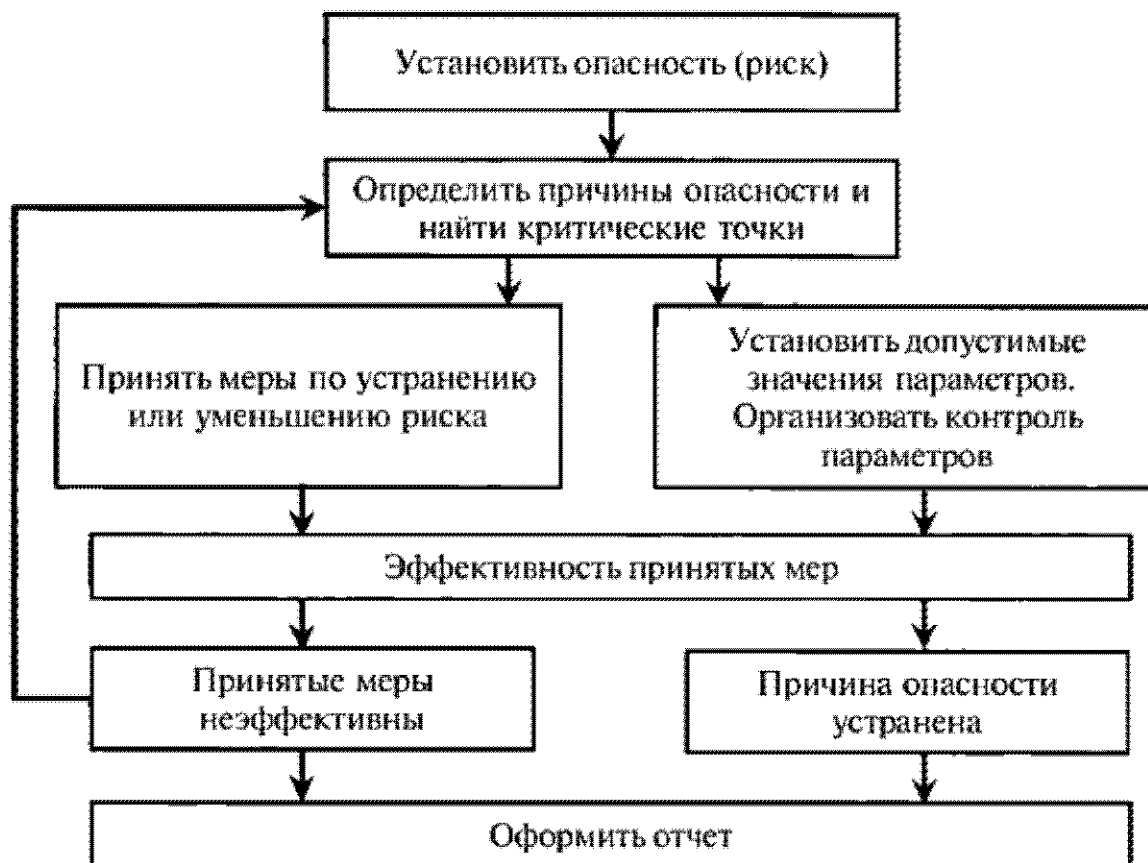 Установить опасность (риск)
Определить причины опасности и
найти критические точки
Принять меры по устранению
или уменьшению риска
Установить допустимые
значения параметров.
Организовать контроль
параметров
Эффективность принятых мер
Принятые меры
неэффективны
Причина опасности
устранена
Оформить отчет